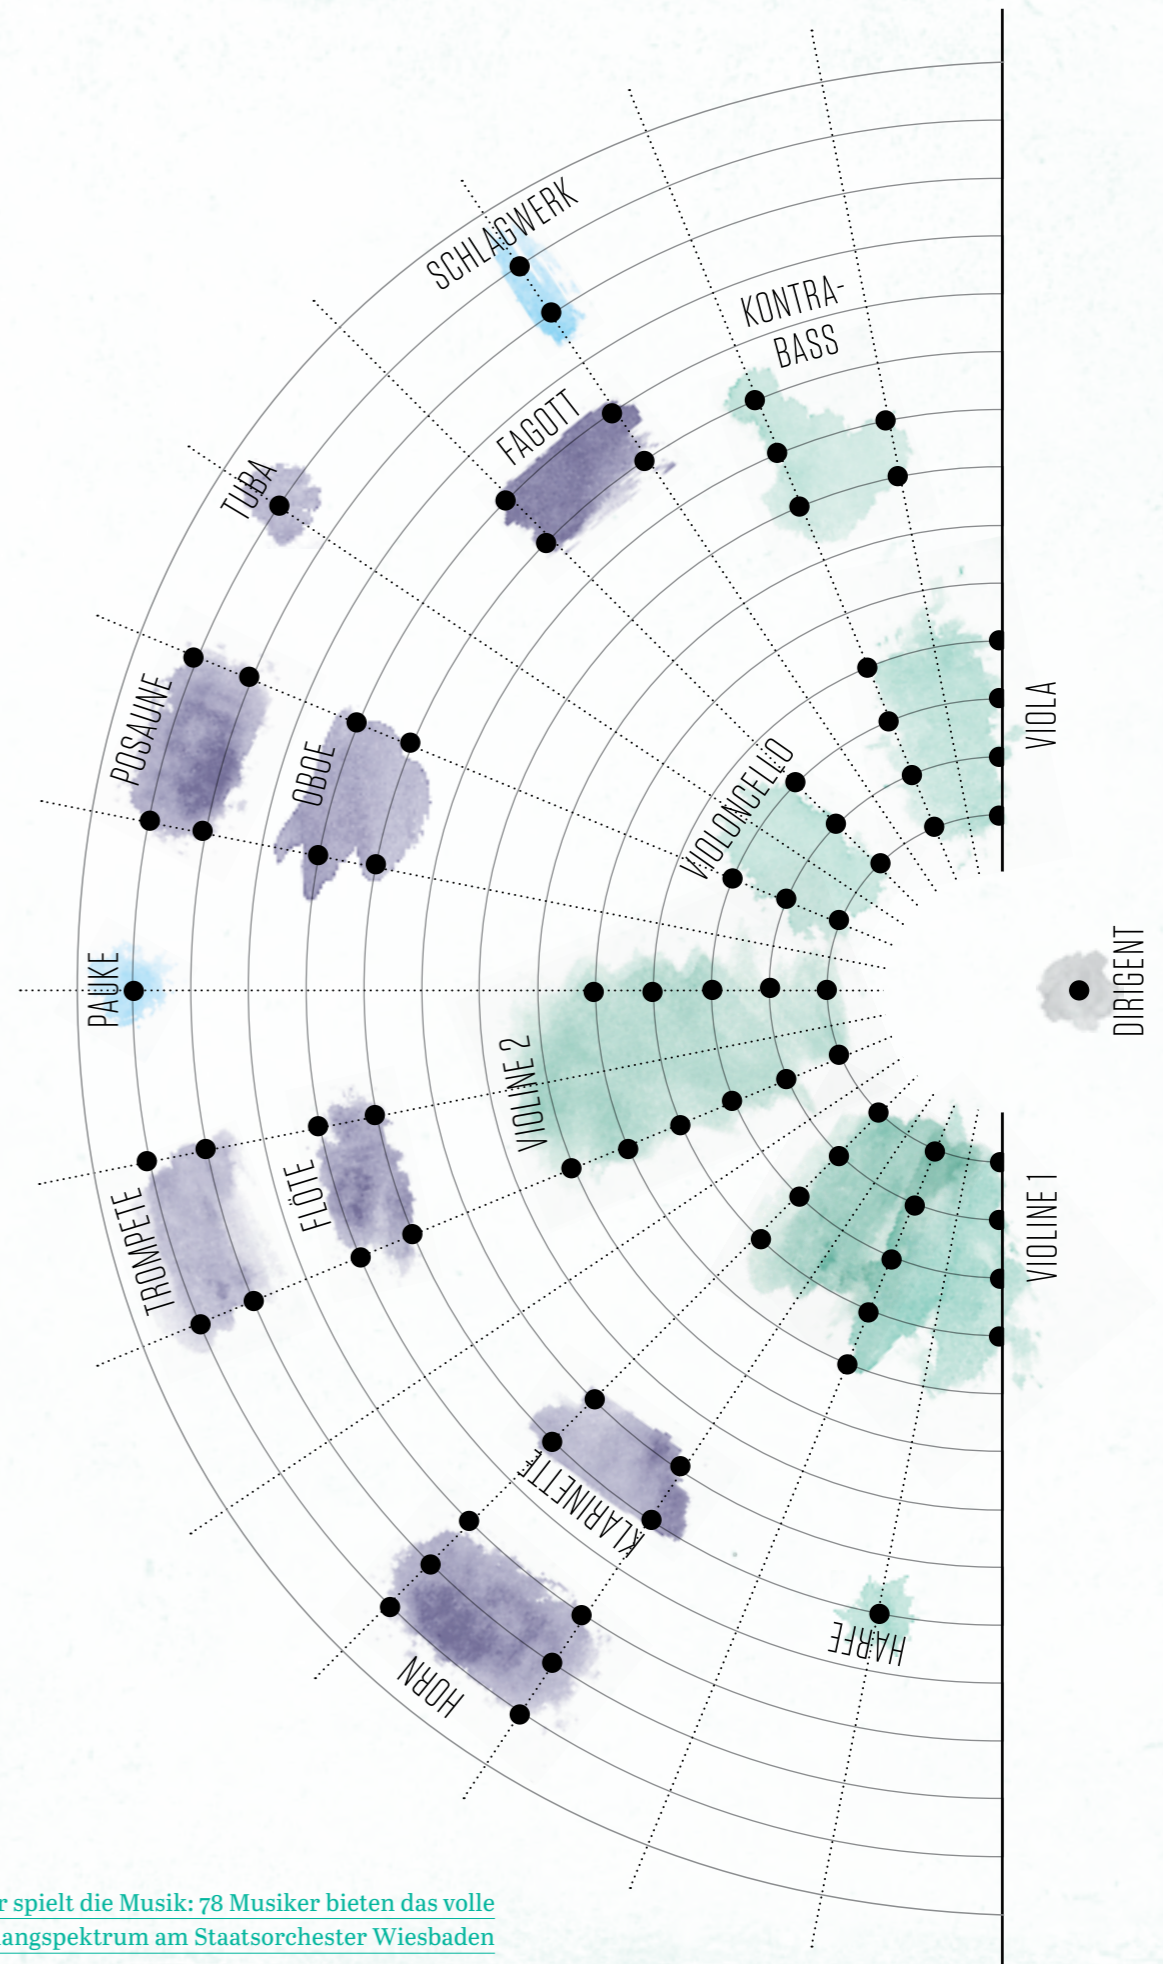 SCHLAGWERK
KONTRA-
BASS
FAGOTT
TUBA
POSAUNE
OBOE
VIOLONCELLO
VIOLA
PAUKE
DIRIGENT
VIOLINE 2
VIOLINE 1
TROMPETE
FLÖTE
KLARINETTE
HORN
HARFE
r spielt die Musik: 78 Musiker bieten das volle
angspektrum am Staatsorchester Wiesbaden